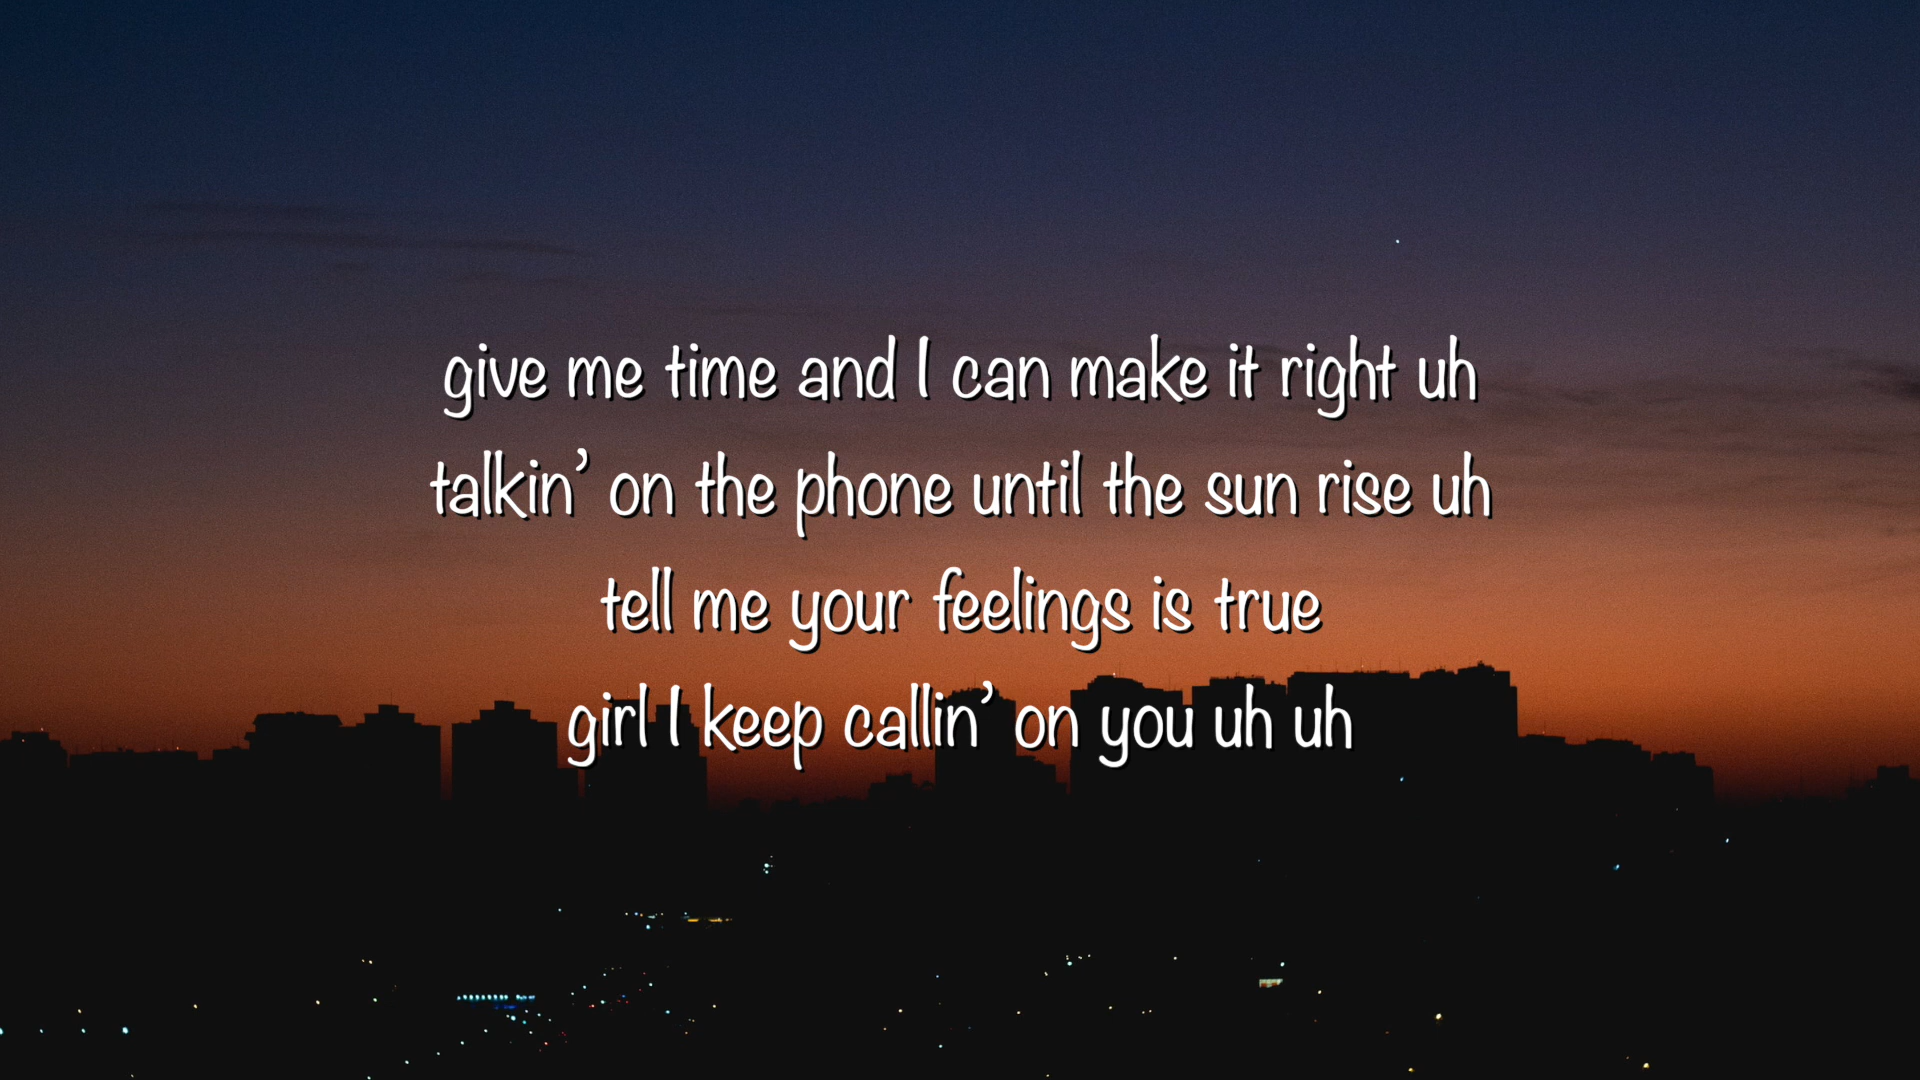 give me time and I can make it right uh
talkin’ on the phone until the sun rise uh
tell me your feelings is true
girl I keep callin’ on you uh uh